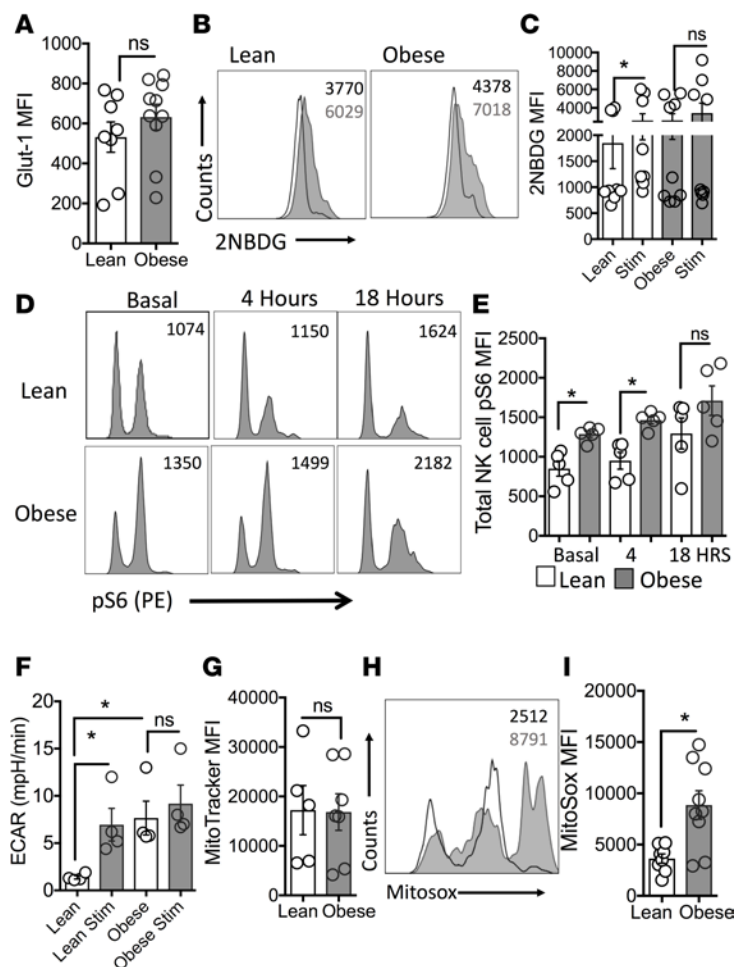 A
ns
1000
800
600
400
200
0
Glut-1 MFI
Lean Obese
B
Lean Obese
3770
6029
4378
7018
Counts
2NBDG
C
ns
*
10000
8000
6000
4000
2000
2000
1500
1000
500
0
2NBDG MFI
Lean
Stim
Obese
Stim
D
Basal 4 Hours 18 Hours
Lean
1074
1150
1624
Obese
1350
1499
2182
pS6 (PE)
E
ns
*
*
2500
2000
1500
1000
500
0
Total NK cell pS6 MFI
Basal 4 18 HRS
Lean Obese
F
*
*
ns
20
15
10
5
0
ECAR (mpH/min)
Lean
Lean Stim
Obese
Obese Stim
G
ns
40000
30000
20000
10000
0
MitoTracker MFI
Lean Obese
H
2512
8791
Counts
Mitosox
I
*
20000
15000
10000
5000
0
MitoSox MFI
Lean Obese